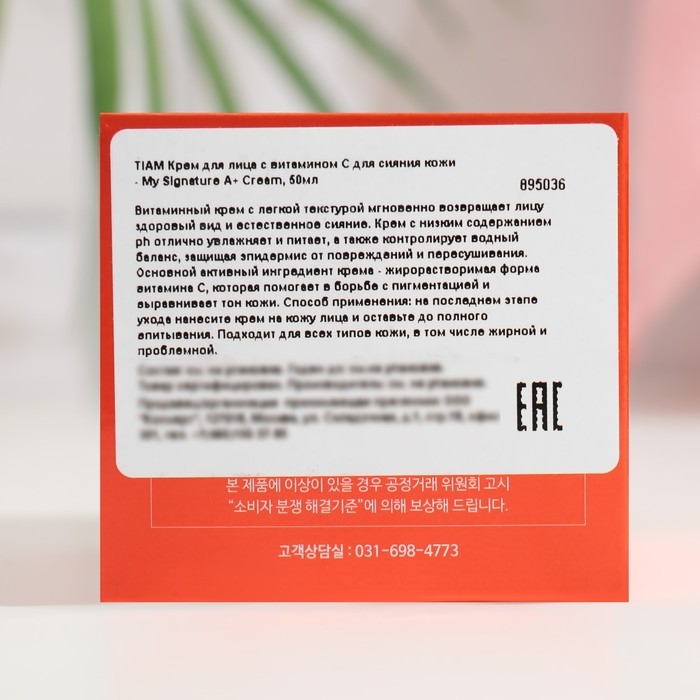 TIAM Крем для лица с витамином С для сияния кожи
- My Signature A+ Cream, 50мл
895036
Витаминный крем с легкой текстурой мгновенно возвращает лицу
здоровый вид и естественное сияние. Крем с низким содержанием
ph отлично увлажняет и питает, а также контролирует водный
баланс, защищая эпидермис от повреждений и пересушивания.
Основной активный ингредиент крема - жирорастворимая форма
витамина С, которая помогает в борьбе с пигментацией и
выравнивает тон кожи. Способ применения: на последнем этапе
ухода нанесите крем на кожу лица и оставьте до полного
впитывания. Подходит для всех типов кожи, в том числе жирной и
проблемной.
EAC
본 제품에 이상이 있을 경우 공정거래 위원회 고시
“소비자 분쟁 해결기준”에 의해 보상해 드립니다.
고객상담실 : 031-698-4773